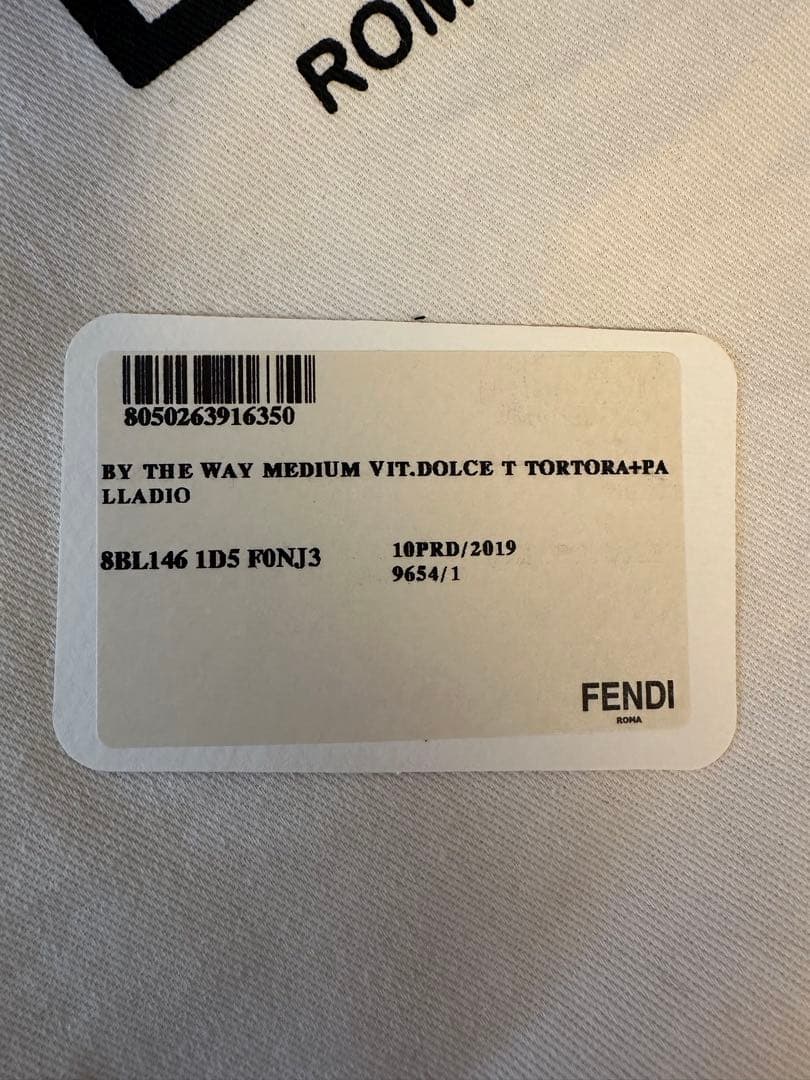 ROM
8050263916350
BY THE WAY MEDIUM VIT.DOLCE T TORTORA+PA
LLADIO
8BL146 1D5 F0NJ3
10PRD/2019
9654/1
FENDI
ROMA